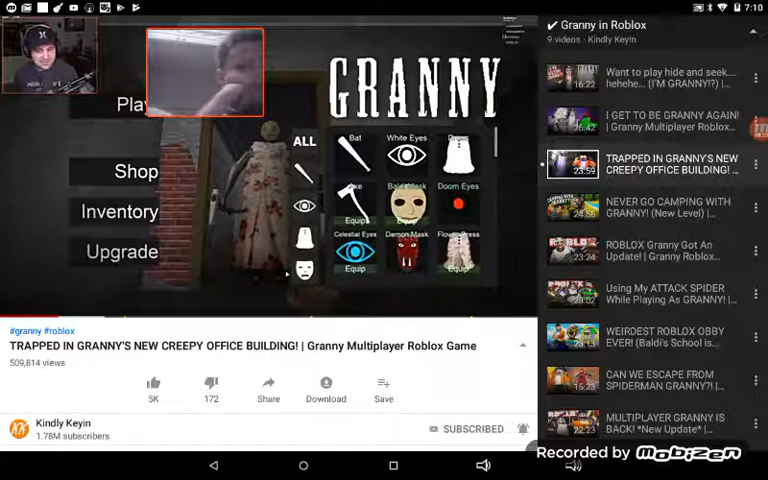 7:10
GRANNY
Play
Shop
Inventory
Upgrade
ALL
Bat
White Eyes
Axe
Doom Eyes
Equip
Celestial Eyes
Demon Mask
Equip
Equip
#granny #roblox
TRAPPED IN GRANNY'S NEW CREEPY OFFICE BUILDING! | Granny Multiplayer Roblox Game
509,814 views
5K
172
Share
Download
Save
Kindly Keyin
1.78M subscribers
SUBSCRIBED
Granny in Roblox
9 videos · Kindly Keyin
16:22
Want to play hide and seek....
hehehe... (I'M GRANNY!?) |...
26:42
I GET TO BE GRANNY AGAIN!
| Granny Multiplayer Roblox...
23:59
TRAPPED IN GRANNY'S NEW
CREEPY OFFICE BUILDING! ...
24:56
NEVER GO CAMPING WITH
GRANNY! (New Level) |...
23:24
ROBLOX Granny Got An
Update! | Granny Roblox...
28:02
Using My ATTACK SPIDER
While Playing As GRANNY! |...
23:13
WEIRDEST ROBLOX OBBY
EVER! (Baldi's School is...
15:23
CAN WE ESCAPE FROM
SPIDERMAN GRANNY?! |...
22:23
MULTIPLAYER GRANNY IS
BACK! *New Update* |...
Recorded by Mobizen